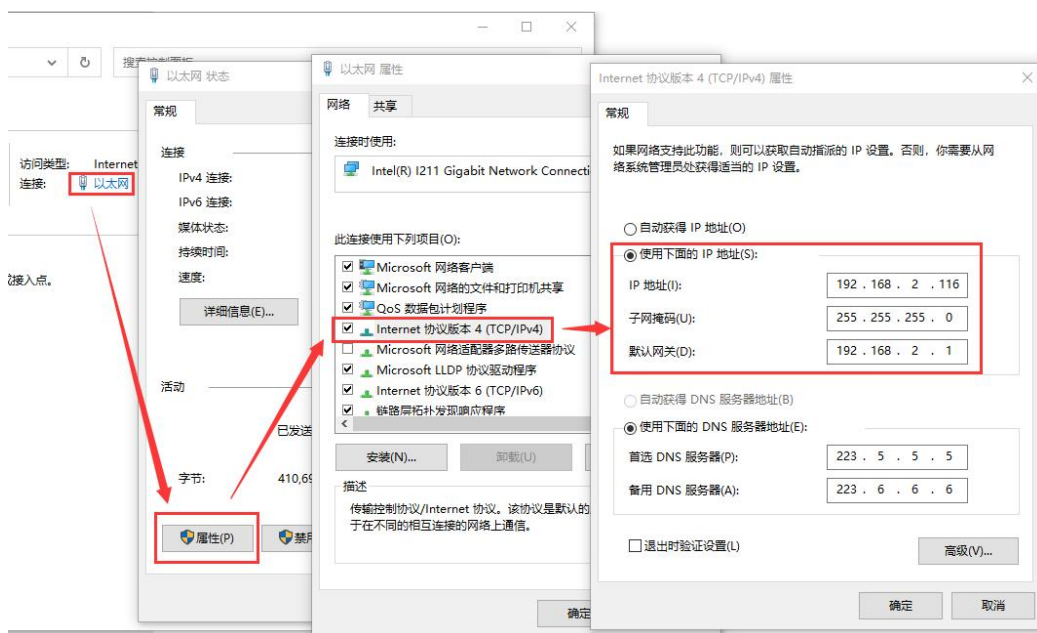 搜索控制面板
访问类型: Internet
连接: 以太网
接入点。
以太网 状态
常规
连接
IPv4 连接:
IPv6 连接:
媒体状态:
持续时间:
速度:
详细信息(E)...
活动
已发送
字节: 410,69
属性(P)
禁用
以太网 属性
网络 共享
连接时使用:
Intel(R) I211 Gigabit Network Connecti
此连接使用下列项目(O):
Microsoft 网络客户端
Microsoft 网络的文件和打印机共享
QoS 数据包计划程序
Internet 协议版本 4 (TCP/IPv4)
Microsoft 网络适配器多路传送器协议
Microsoft LLDP 协议驱动程序
Internet 协议版本 6 (TCP/IPv6)
链路层拓扑发现响应程序
安装(N)... 卸载(U)
描述
传输控制协议/Internet 协议。该协议是默认的
于在不同的相互连接的网络上通信。
确定
Internet 协议版本 4 (TCP/IPv4) 属性
常规
如果网络支持此功能，则可以获取自动指派的 IP 设置。否则，你需要从网
络系统管理员处获得适当的 IP 设置。
自动获得 IP 地址(O)
使用下面的 IP 地址(S):
IP 地址(I): 192 . 168 . 2 . 116
子网掩码(U): 255 . 255 . 255 . 0
默认网关(D): 192 . 168 . 2 . 1
自动获得 DNS 服务器地址(B)
使用下面的 DNS 服务器地址(E):
首选 DNS 服务器(P): 223 . 5 . 5 . 5
备用 DNS 服务器(A): 223 . 6 . 6 . 6
退出时验证设置(L)
高级(V)...
确定 取消